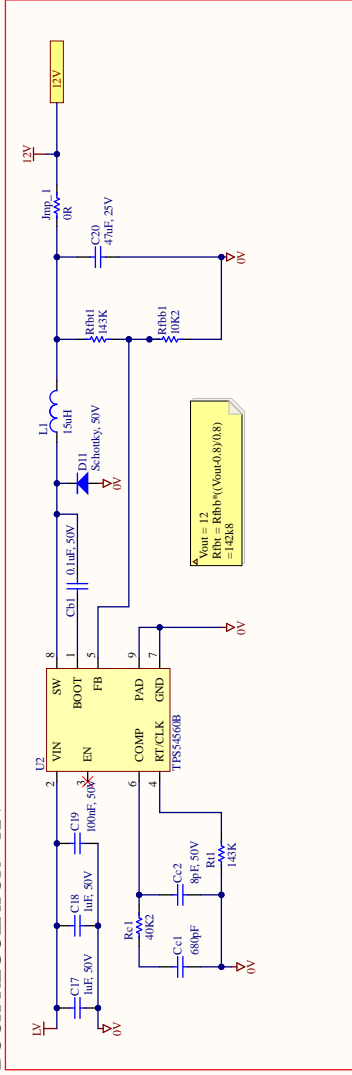 LV
C17
1uF, 50V
C18
1uF, 50V
C19
100nF, 50V
0V
U2
2
VIN
3
EN
6
COMP
4
RT/CLK
TPS54560B
SW
8
BOOT
1
FB
5
PAD
9
GND
7
Rc1
40K2
Cc1
680pF
Cc2
8pF, 50V
Rt1
143K
0V
Cb1
0.1uF, 50V
D11
Schottky, 50V
0V
L1
15uH
Rfbt1
143K
Rfbb1
10K2
C20
47uF, 25V
0V
Jmp_1
0R
12V
12V
0V
Vout = 12
Rfbt = Rfbb*((Vout-0.8)/0.8)
=142k8